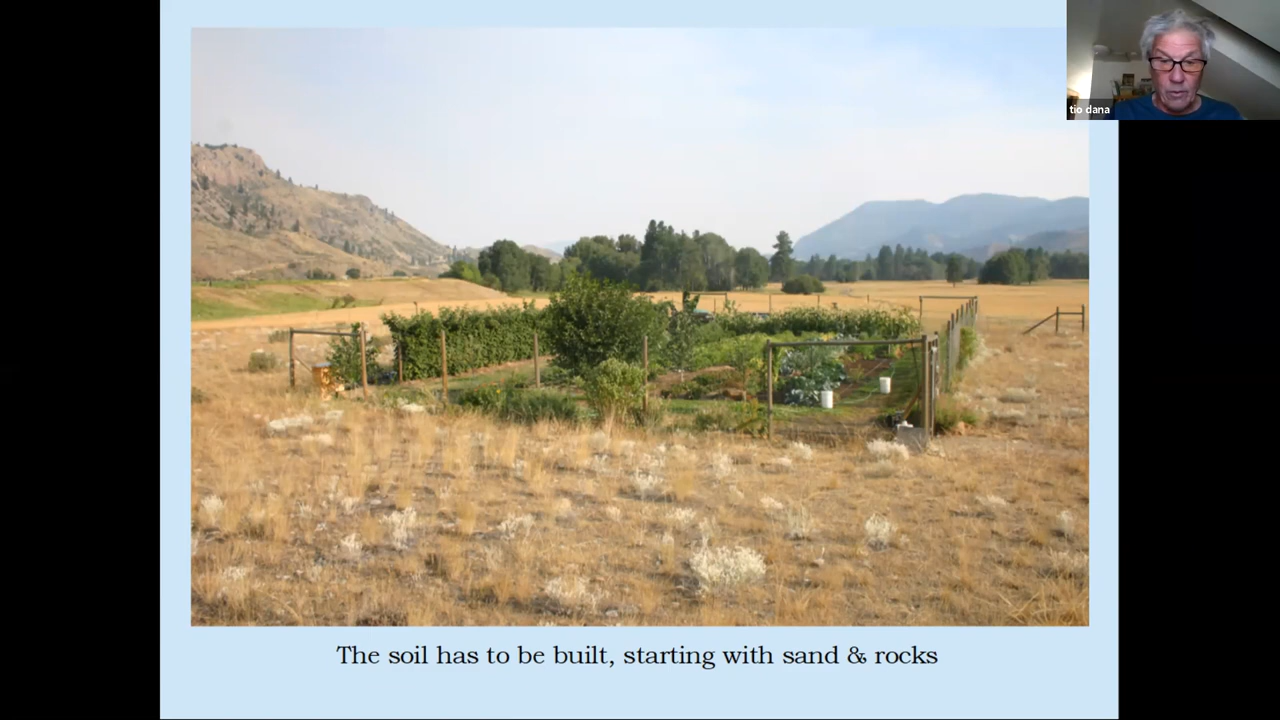 tio dana
The soil has to be built, starting with sand & rocks